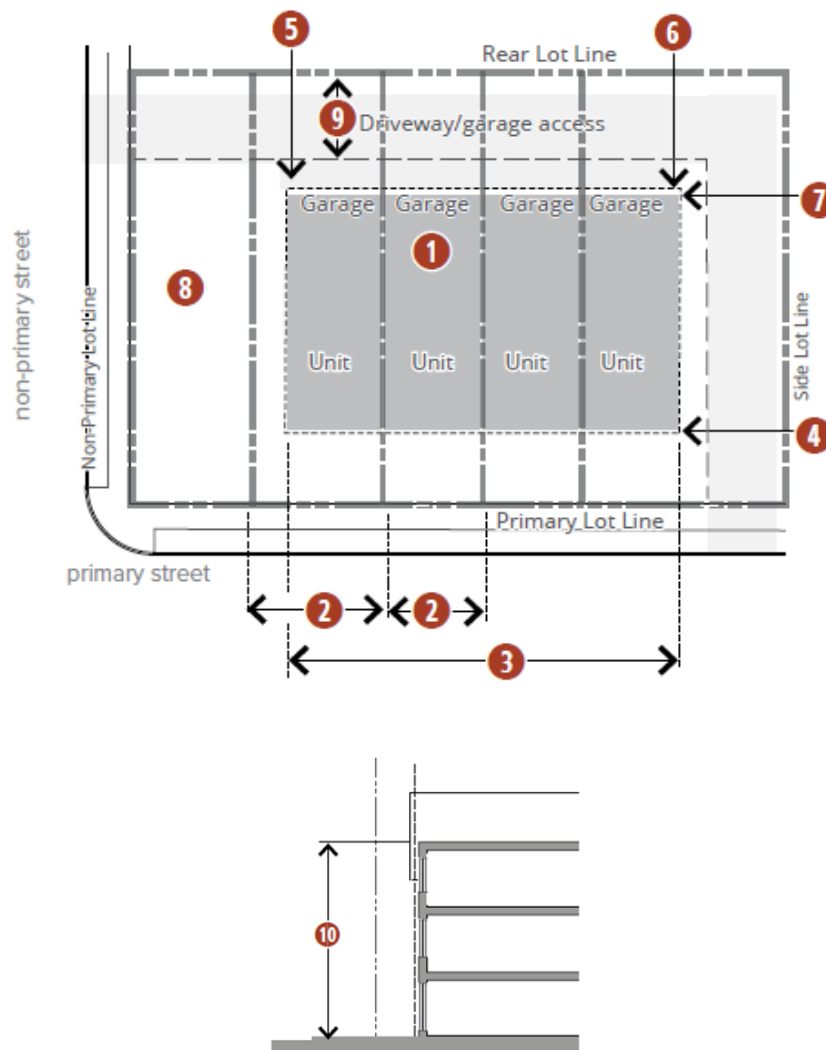 5
6
Rear Lot Line
9
Driveway/garage access
Garage Garage Garage Garage
7
1
8
non-primary street
Non-Primary Lot Line
Side Lot Line
Unit Unit Unit Unit
4
Primary Lot Line
primary street
2 2
3
10